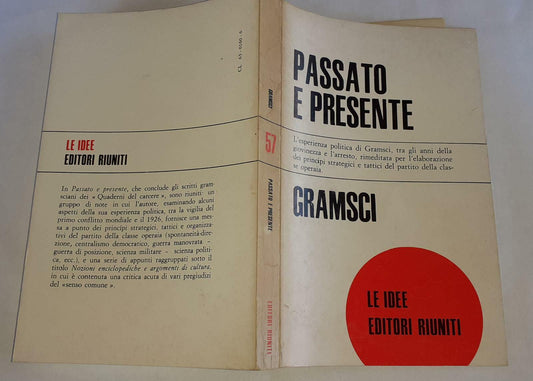 PASSATO
E PRESENTE
L'esperienza politica di Gramsci, tra gli anni della
giovinezza e l'arresto, rimeditata per l'elaborazione
dei principi strategici e tattici del partito della clas-
se operaia
GRAMSCI
LE IDEE
EDITORI RIUNITI
GRAMSCI
57
PASSATO E PRESENTE
EDITORI RIUNITI
CL 63-0160-6
LE IDEE
EDITORI RIUNITI
In Passato e presente, che conclude gli scritti gram-
sciani dei «Quaderni del carcere», sono riuniti: un
gruppo di note in cui l'autore, esaminando alcuni
aspetti della sua esperienza politica, tra la vigilia del
primo conflitto mondiale e il 1926, fornisce una mes-
sa a punto dei principi strategici, tattici e organizza-
tivi del partito della classe operaia (spontaneità-dire-
zione, centralismo democratico, guerra manovrata -
guerra di posizione, scienza militare - scienza politi-
ca, ecc.), e una serie di appunti raggruppati sotto il
titolo Nozioni enciclopediche e argomenti di cultura,
in cui è contenuta una critica acuta di vari pregiudizi
del «senso comune».